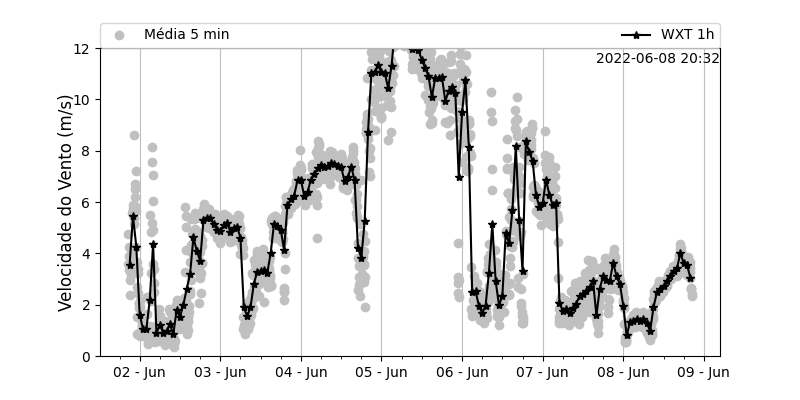 Média 5 min
WXT 1h
2022-06-08 20:32
12
10
8
6
4
2
0
Velocidade do Vento (m/s)
02 - Jun
03 - Jun
04 - Jun
05 - Jun
06 - Jun
07 - Jun
08 - Jun
09 - Jun